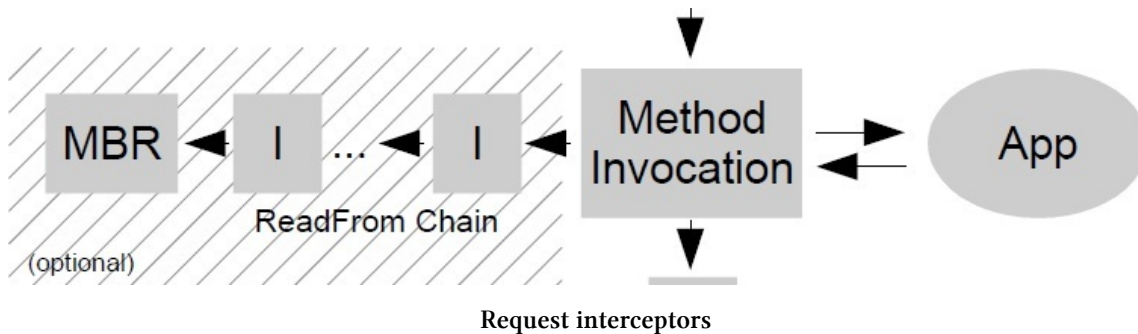 MBR
I
...
I
Method
Invocation
App
ReadFrom Chain
(optional)
Request interceptors